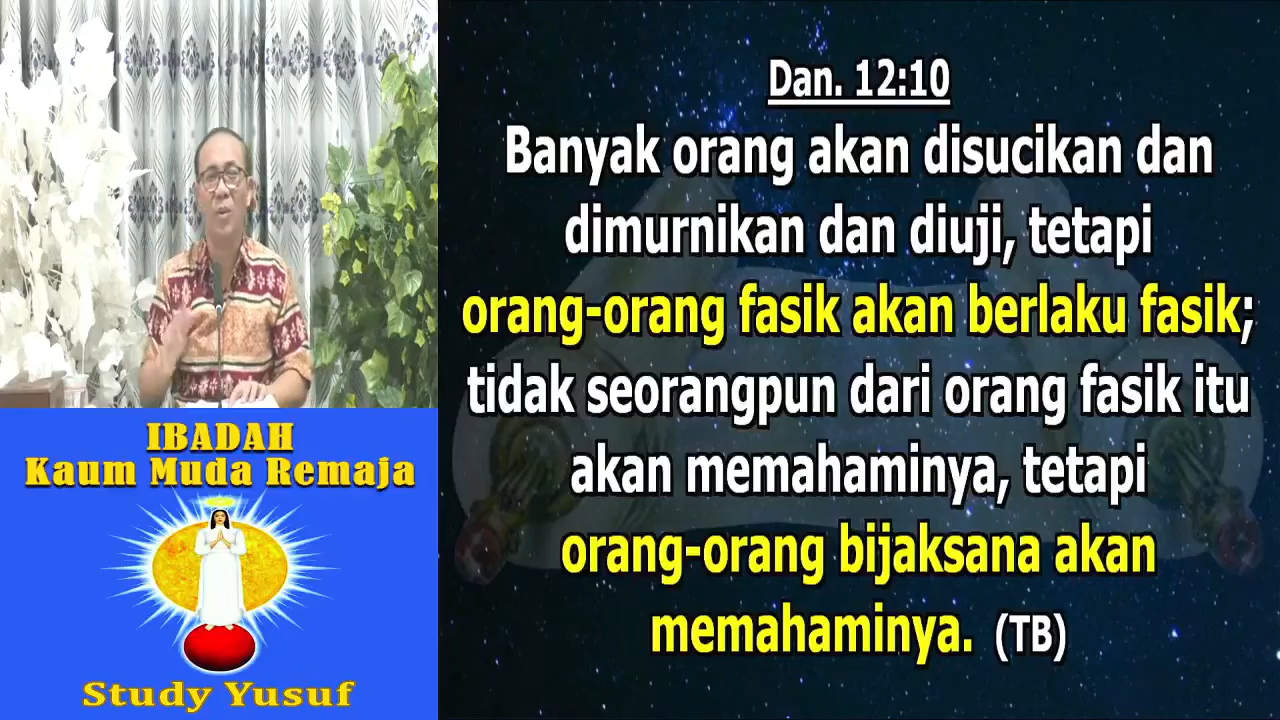 IBADAH
Kaum Muda Remaja
Study Yusuf
Dan. 12:10
Banyak orang akan disucikan dan
dimurnikan dan diuji, tetapi
orang-orang fasik akan berlaku fasik;
tidak seorangpun dari orang fasik itu
akan memahaminya, tetapi
orang-orang bijaksana akan
memahaminya. (TB)